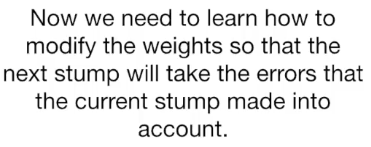 Now we need to learn how to
modify the weights so that the
next stump will take the errors that
the current stump made into
account.